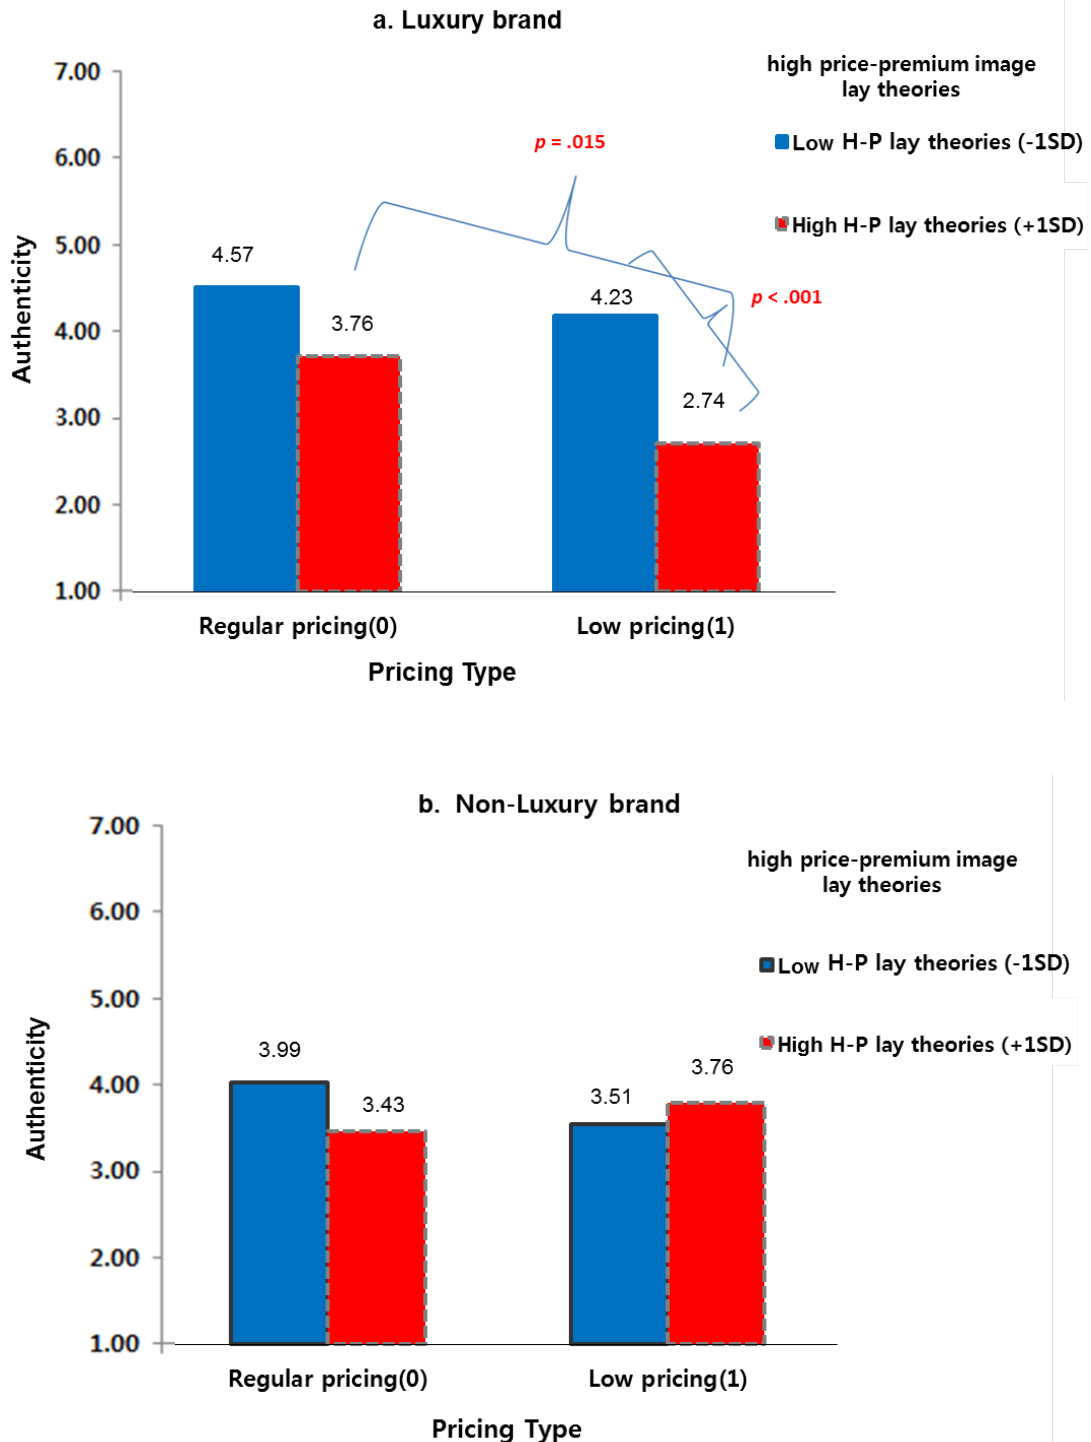 a. Luxury brand
high price-premium image
lay theories
Low H-P lay theories (-1SD)
High H-P lay theories (+1SD)
7.00
6.00
5.00
4.00
3.00
2.00
1.00
Authenticity
p = .015
p < .001
4.57
3.76
4.23
2.74
Regular pricing(0)
Low pricing(1)
Pricing Type
b. Non-Luxury brand
high price-premium image
lay theories
Low H-P lay theories (-1SD)
High H-P lay theories (+1SD)
7.00
6.00
5.00
4.00
3.00
2.00
1.00
Authenticity
3.99
3.43
3.51
3.76
Regular pricing(0)
Low pricing(1)
Pricing Type